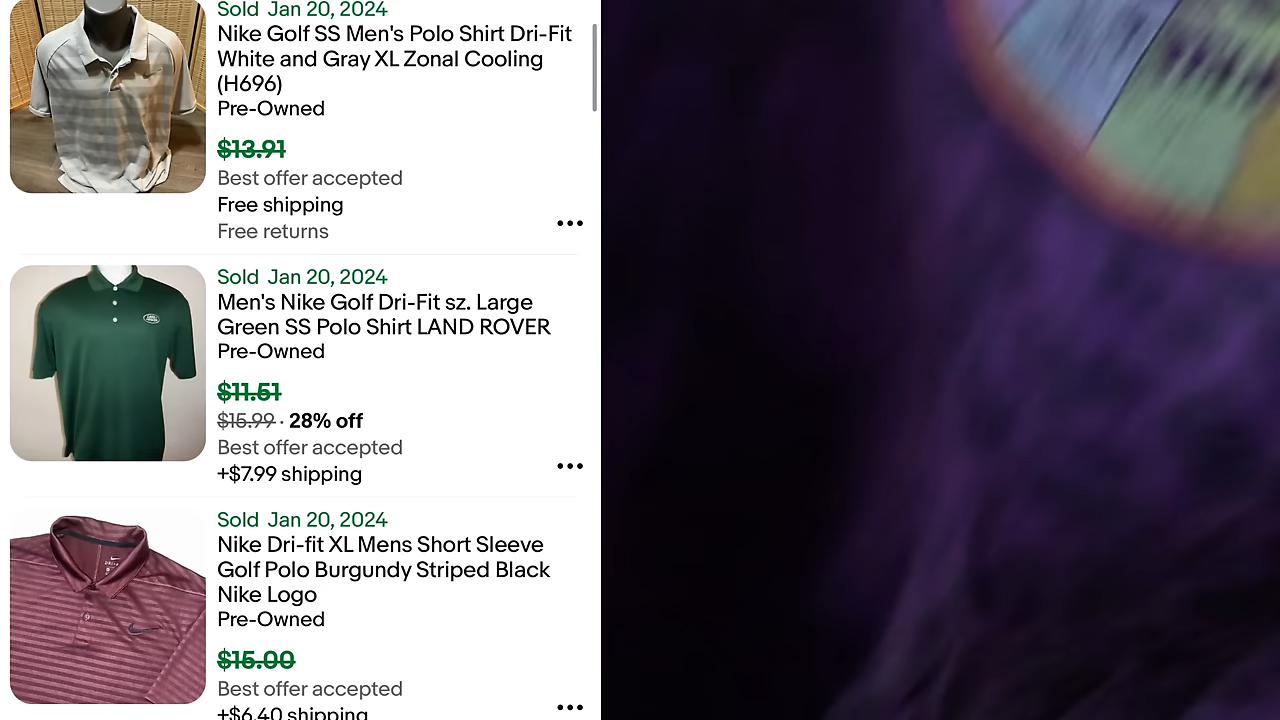 Sold Jan 20, 2024
Nike Golf SS Men's Polo Shirt Dri-Fit
White and Gray XL Zonal Cooling
(H696)
Pre-Owned
$13.91
Best offer accepted
Free shipping
Free returns
Sold Jan 20, 2024
Men's Nike Golf Dri-Fit sz. Large
Green SS Polo Shirt LAND ROVER
Pre-Owned
$11.51
$15.99 · 28% off
Best offer accepted
+$7.99 shipping
Sold Jan 20, 2024
Nike Dri-fit XL Mens Short Sleeve
Golf Polo Burgundy Striped Black
Nike Logo
Pre-Owned
$15.00
Best offer accepted
+$6.40 shipping